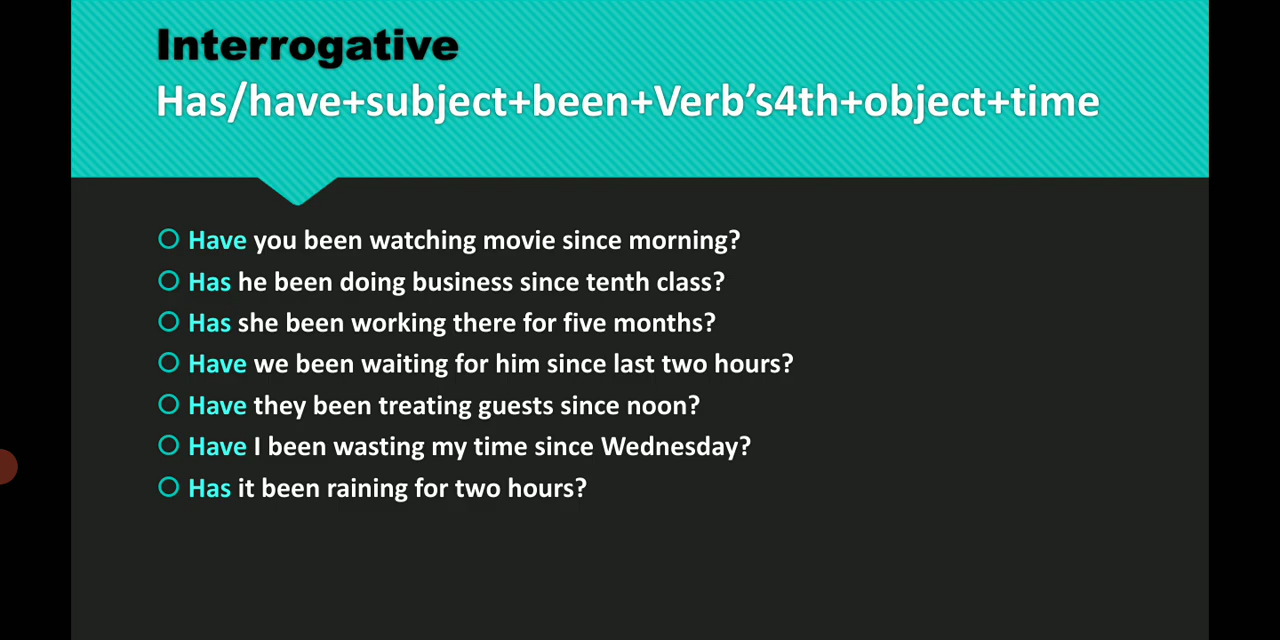 Interrogative
Has/have+subject+been+Verb’s4th+object+time
Have you been watching movie since morning?
Has he been doing business since tenth class?
Has she been working there for five months?
Have we been waiting for him since last two hours?
Have they been treating guests since noon?
Have I been wasting my time since Wednesday?
Has it been raining for two hours?